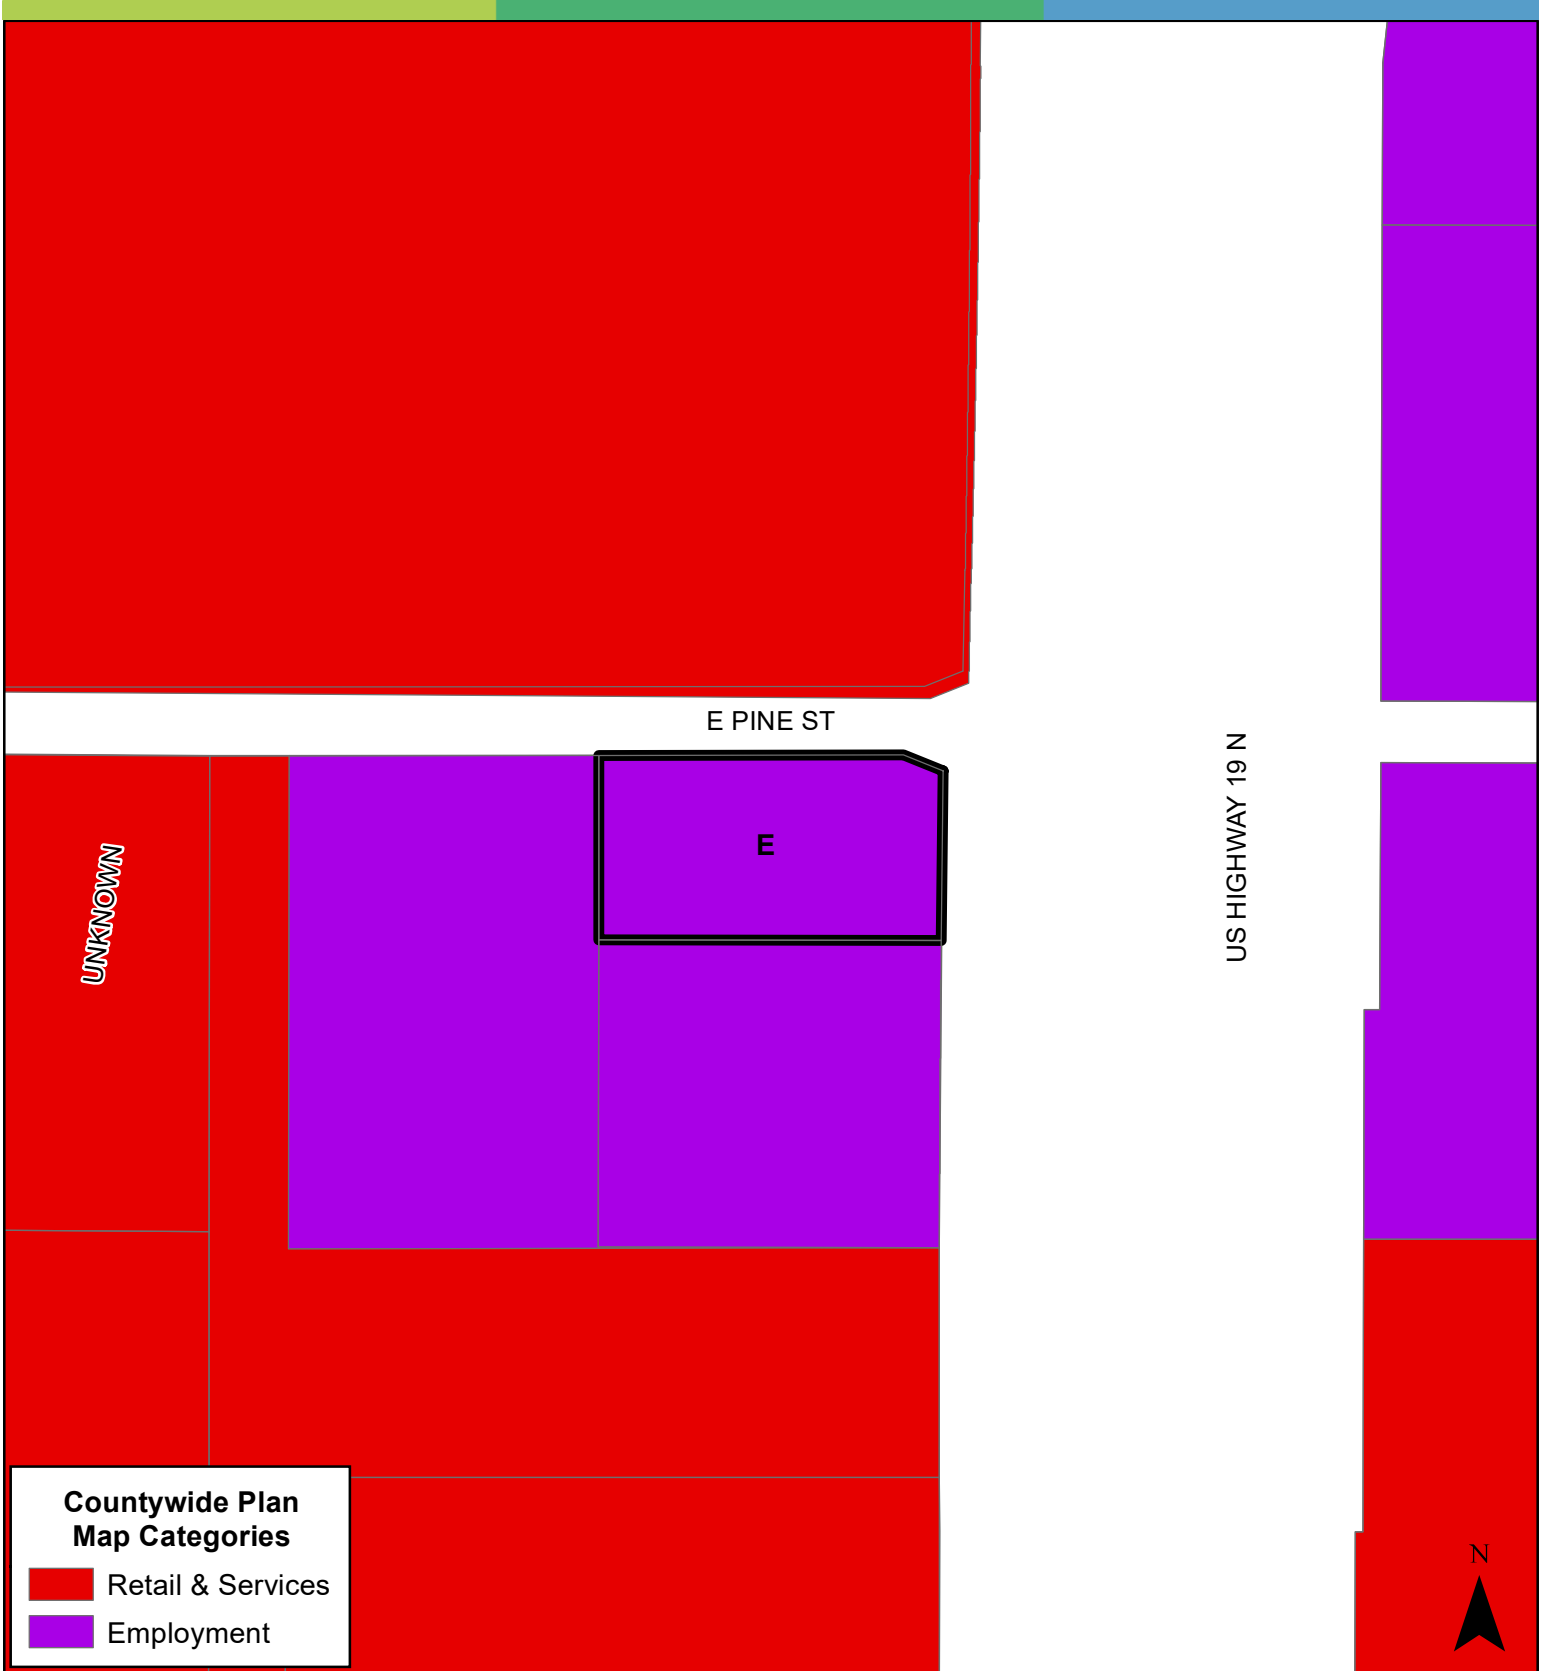 E PINE ST
E
US HIGHWAY 19 N
UNKNOWN
Countywide Plan
Map Categories
Retail & Services
Employment
N